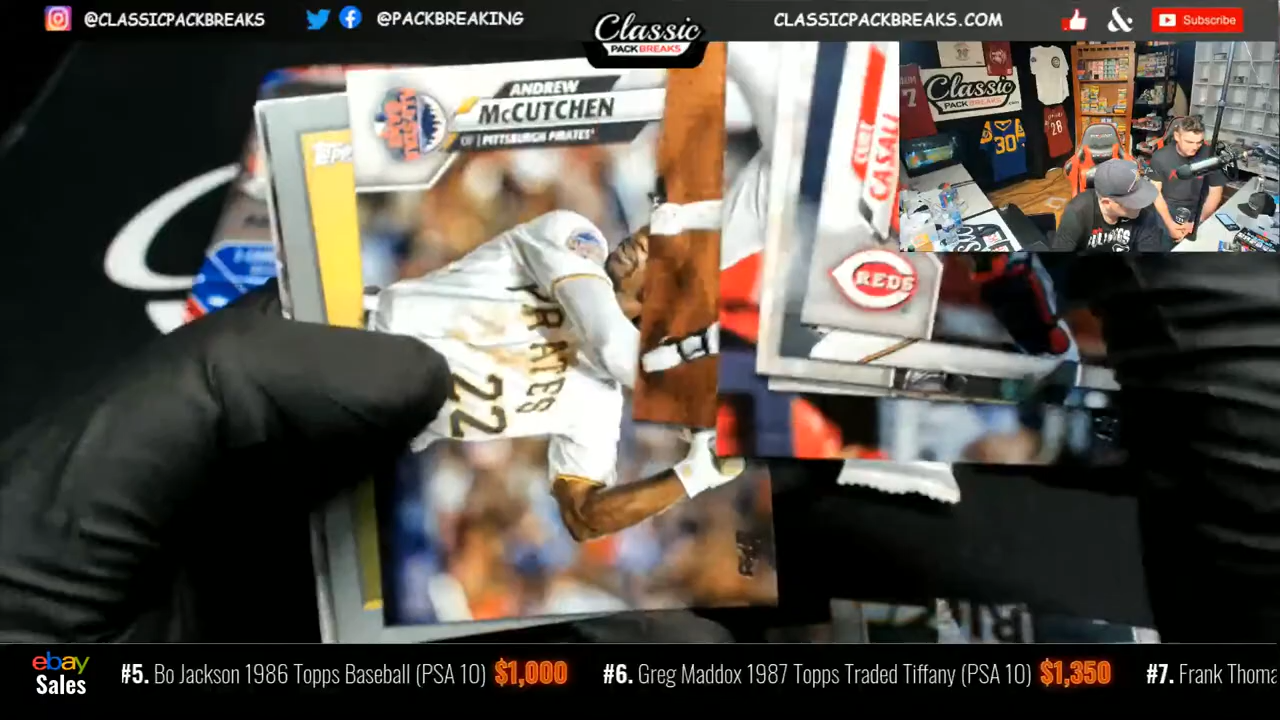 @CLASSICPACKBREAKS
@PACKBREAKING
Classic
PACK BREAKS
CLASSICPACKBREAKS.COM
Subscribe
ANDREW
McCUTCHEN
OF | PITTSBURGH PIRATES
TOPPS
PIRATES
22
CURT
CASALI
REDS
Classic
PACK BREAKS
30
28
7
ebay
Sales
#5. Bo Jackson 1986 Topps Baseball (PSA 10) $1,000
#6. Greg Maddox 1987 Topps Traded Tiffany (PSA 10) $1,350
#7. Frank Thoma